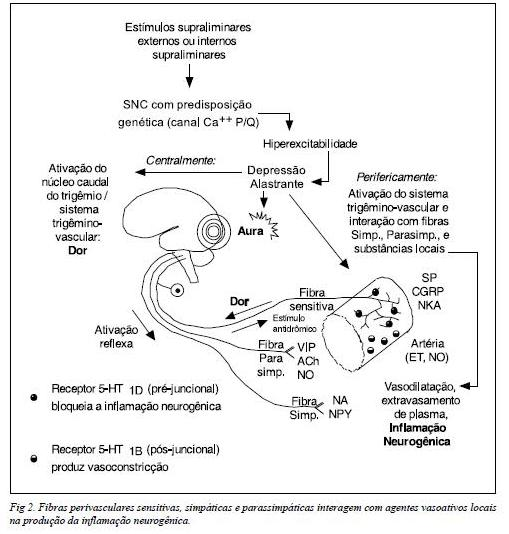 Estímulos supraliminares
externos ou internos
supraliminares
SNC com predisposição
genética (canal Ca++ P/Q)
Hiperexcitabilidade
Centralmente:
Ativação do
núcleo caudal
do trigêmio /
sistema
trigêmino-
vascular:
Dor
Depressão
Alastrante
Aura
Perifericamente:
Ativação do sistema
trigêmino-vascular e
interação com fibras
Simp., Parasimp., e
substâncias locais
Dor
Fibra
sensitiva
Estímulo
antidrômico
SP
CGRP
NKA
Artéria
(ET, NO)
Ativação
reflexa
Fibra
Para
simp.
VIP
ACh
NO
Fibra
Simp.
NA
NPY
Vasodilatação,
extravasamento
de plasma,
Inflamação
Neurogênica
Receptor 5-HT 1D (pré-juncional)
bloqueia a inflamação neurogênica
Receptor 5-HT 1B (pós-juncional)
produz vasoconstricção
Fig 2. Fibras perivasculares sensitivas, simpáticas e parassimpáticas interagem com agentes vasoativos locais
na produção da inflamação neurogênica.